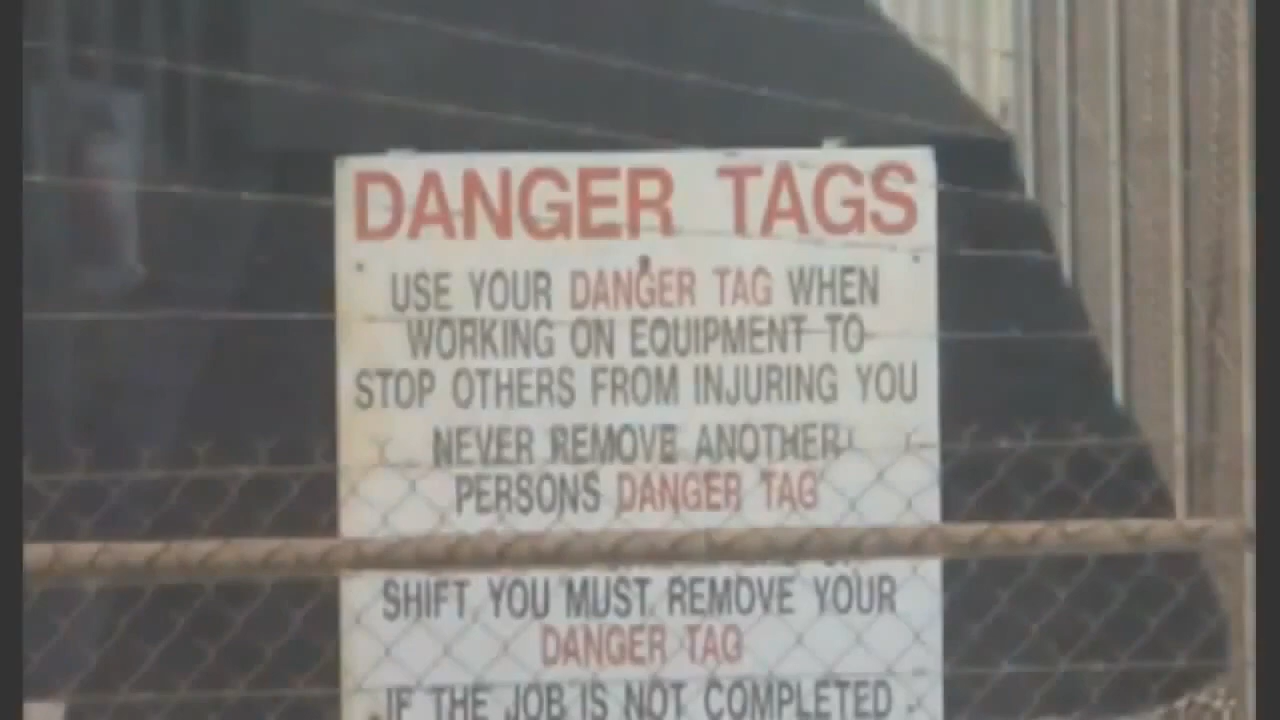 DANGER TAGS
USE YOUR DANGER TAG WHEN
WORKING ON EQUIPMENT TO
STOP OTHERS FROM INJURING YOU
NEVER REMOVE ANOTHER
PERSONS DANGER TAG
SHIFT YOU MUST REMOVE YOUR
DANGER TAG
IF THE JOB IS NOT COMPLETED